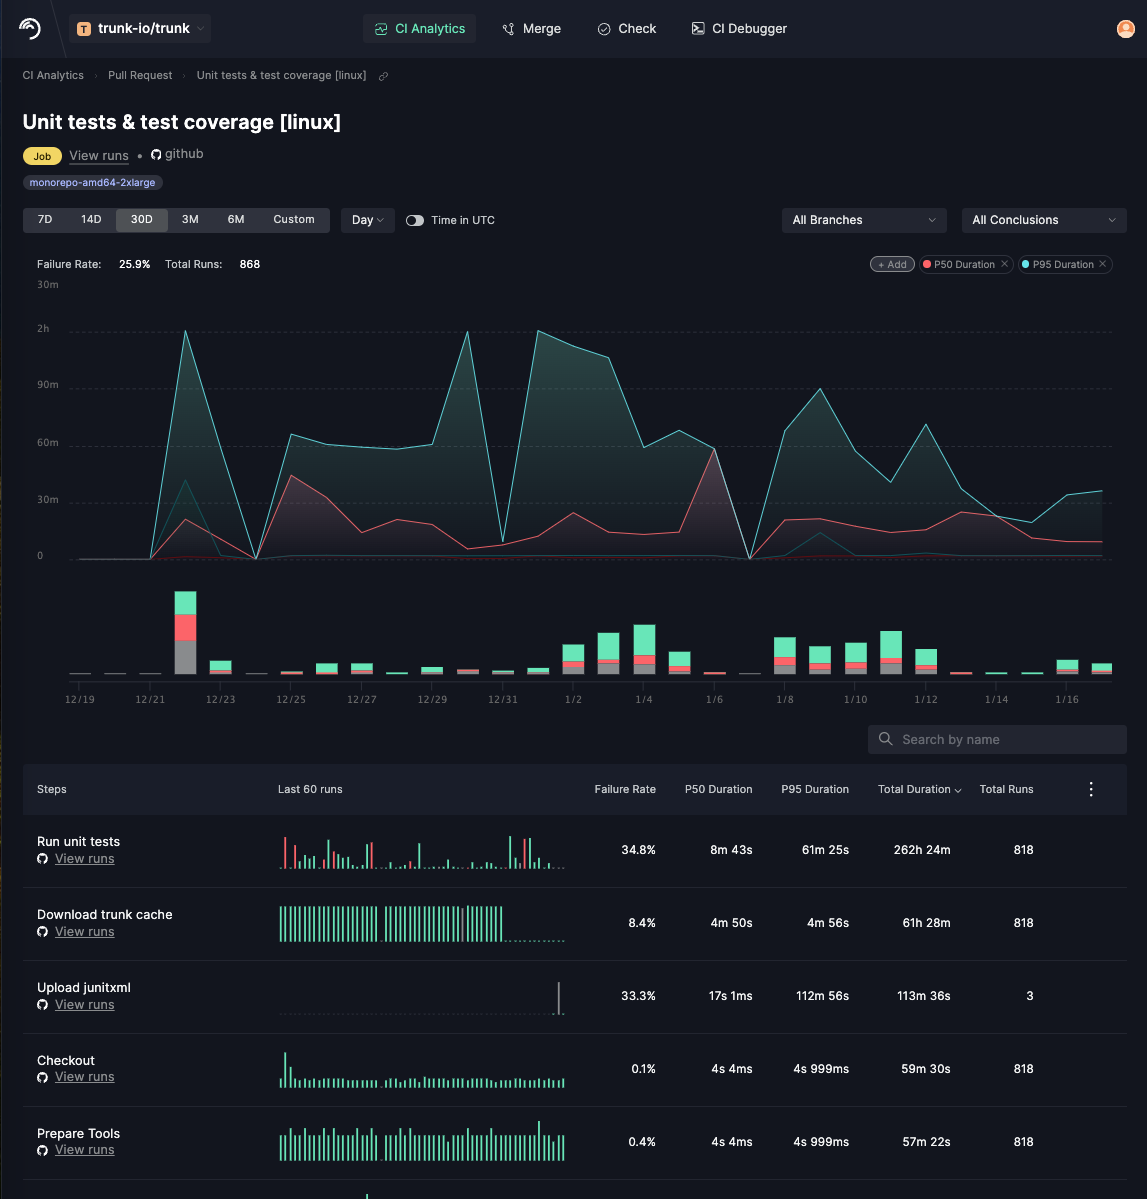 T trunk-io/trunk
CI Analytics
Merge
Check
CI Debugger
CI Analytics › Pull Request › Unit tests & test coverage [linux]
Unit tests & test coverage [linux]
Job View runs • github
monorepo-amd64-2xlarge
7D 14D 30D 3M 6M Custom Day Time in UTC All Branches All Conclusions
Failure Rate: 25.9% Total Runs: 868 + Add P50 Duration × P95 Duration ×
30m
2h
90m
60m
30m
0
12/19 12/21 12/23 12/25 12/27 12/29 12/31 1/2 1/4 1/6 1/8 1/10 1/12 1/14 1/16
Search by name
Steps Last 60 runs Failure Rate P50 Duration P95 Duration Total Duration Total Runs
Run unit tests
View runs
34.8% 8m 43s 61m 25s 262h 24m 818
Download trunk cache
View runs
8.4% 4m 50s 4m 56s 61h 28m 818
Upload junitxml
View runs
33.3% 17s 1ms 112m 56s 113m 36s 3
Checkout
View runs
0.1% 4s 4ms 4s 999ms 59m 30s 818
Prepare Tools
View runs
0.4% 4s 4ms 4s 999ms 57m 22s 818